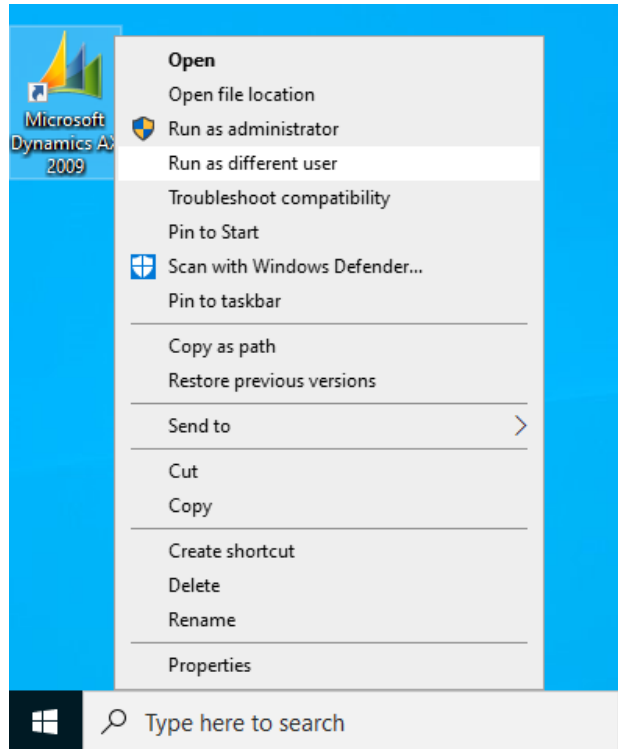 Microsoft
Dynamics AX
2009
Open
Open file location
Run as administrator
Run as different user
Troubleshoot compatibility
Pin to Start
Scan with Windows Defender...
Pin to taskbar
Copy as path
Restore previous versions
Send to
Cut
Copy
Create shortcut
Delete
Rename
Properties
Type here to search